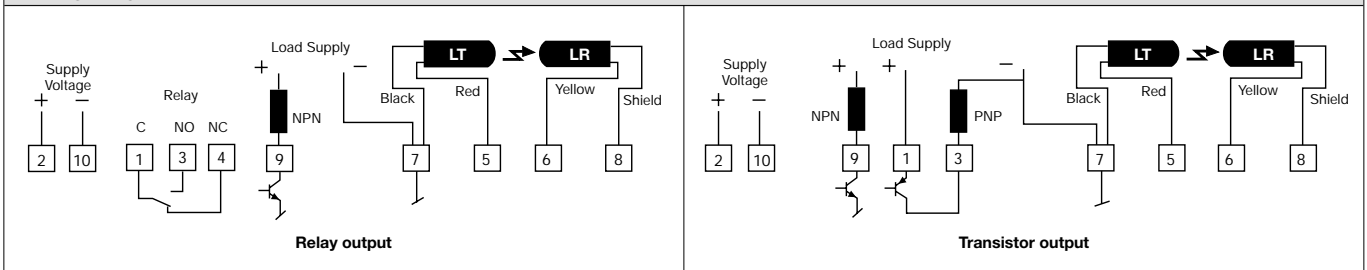 Load Supply
LT
LR
Supply
Voltage
+ −
+ −
Relay
Black
Red
Yellow
Shield
C NO NC
NPN
2 10 1 3 4 9 7 5 6 8
Relay output
Load Supply
LT
LR
Supply
Voltage
+ −
+ + −
Black
Red
Yellow
Shield
NPN
PNP
2 10 9 1 3 7 5 6 8
Transistor output